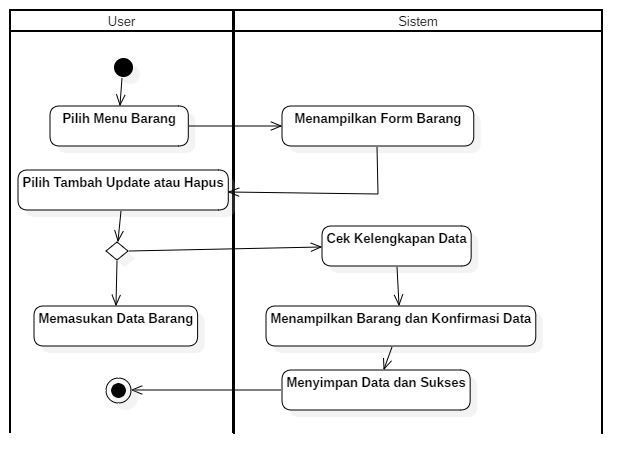 User
Sistem
Pilih Menu Barang
Menampilkan Form Barang
Pilih Tambah Update atau Hapus
Cek Kelengkapan Data
Memasukan Data Barang
Menampilkan Barang dan Konfirmasi Data
Menyimpan Data dan Sukses